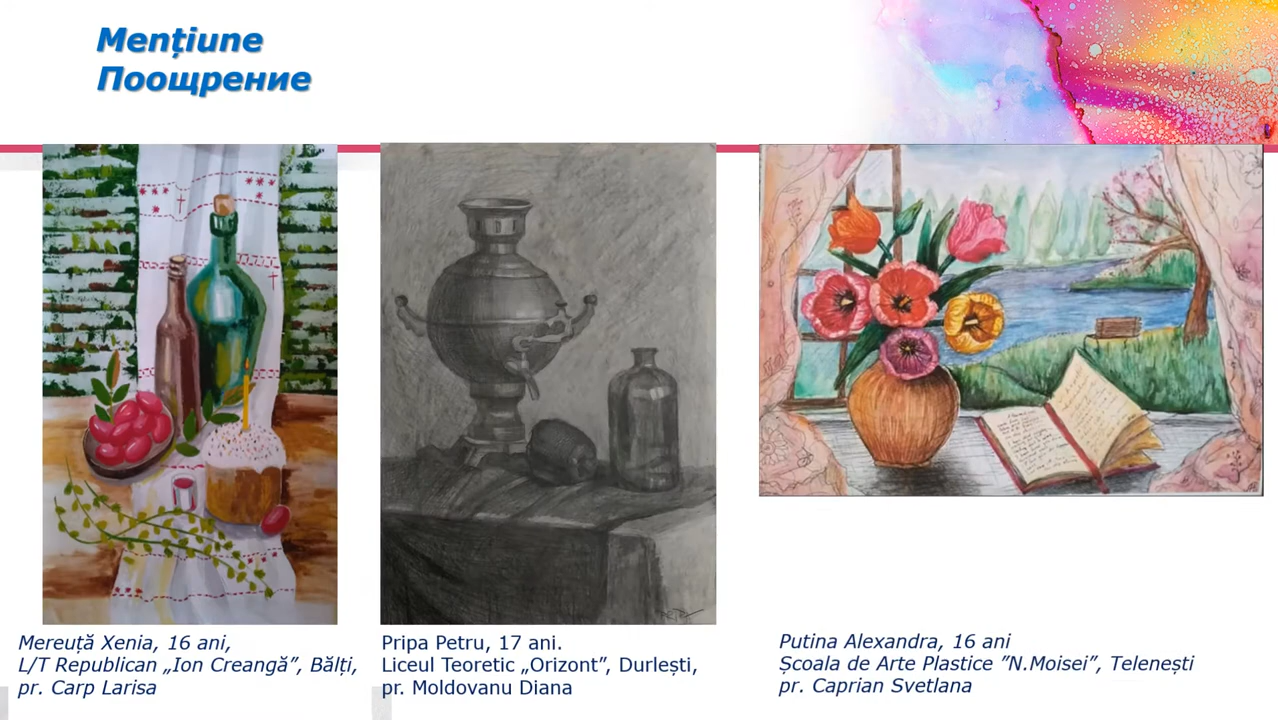 Mențiune
Поощрение
Mereuță Xenia, 16 ani,
L/T Republican „Ion Creangă”, Bălți,
pr. Carp Larisa
Pripa Petru, 17 ani.
Liceul Teoretic „Orizont”, Durlești,
pr. Moldovanu Diana
Putina Alexandra, 16 ani
Școala de Arte Plastice ”N.Moisei”, Telenești
pr. Caprian Svetlana